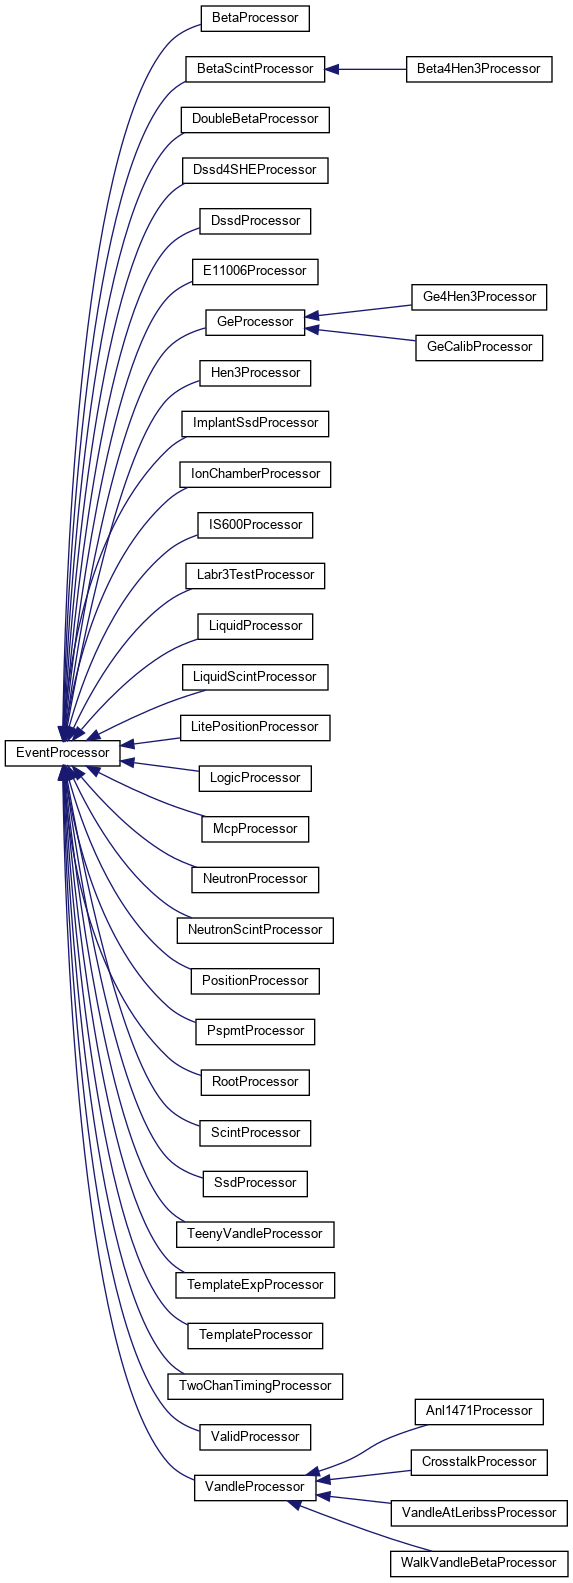 BetaProcessor
BetaScintProcessor
Beta4Hen3Processor
DoubleBetaProcessor
Dssd4SHEProcessor
DssdProcessor
E11006Processor
GeProcessor
Ge4Hen3Processor
GeCalibProcessor
Hen3Processor
ImplantSsdProcessor
IonChamberProcessor
IS600Processor
Labr3TestProcessor
LiquidProcessor
LiquidScintProcessor
LitePositionProcessor
EventProcessor
LogicProcessor
McpProcessor
NeutronProcessor
NeutronScintProcessor
PositionProcessor
PspmtProcessor
RootProcessor
ScintProcessor
SsdProcessor
TeenyVandleProcessor
TemplateExpProcessor
TemplateProcessor
TwoChanTimingProcessor
ValidProcessor
VandleProcessor
Anl1471Processor
CrosstalkProcessor
VandleAtLeribssProcessor
WalkVandleBetaProcessor